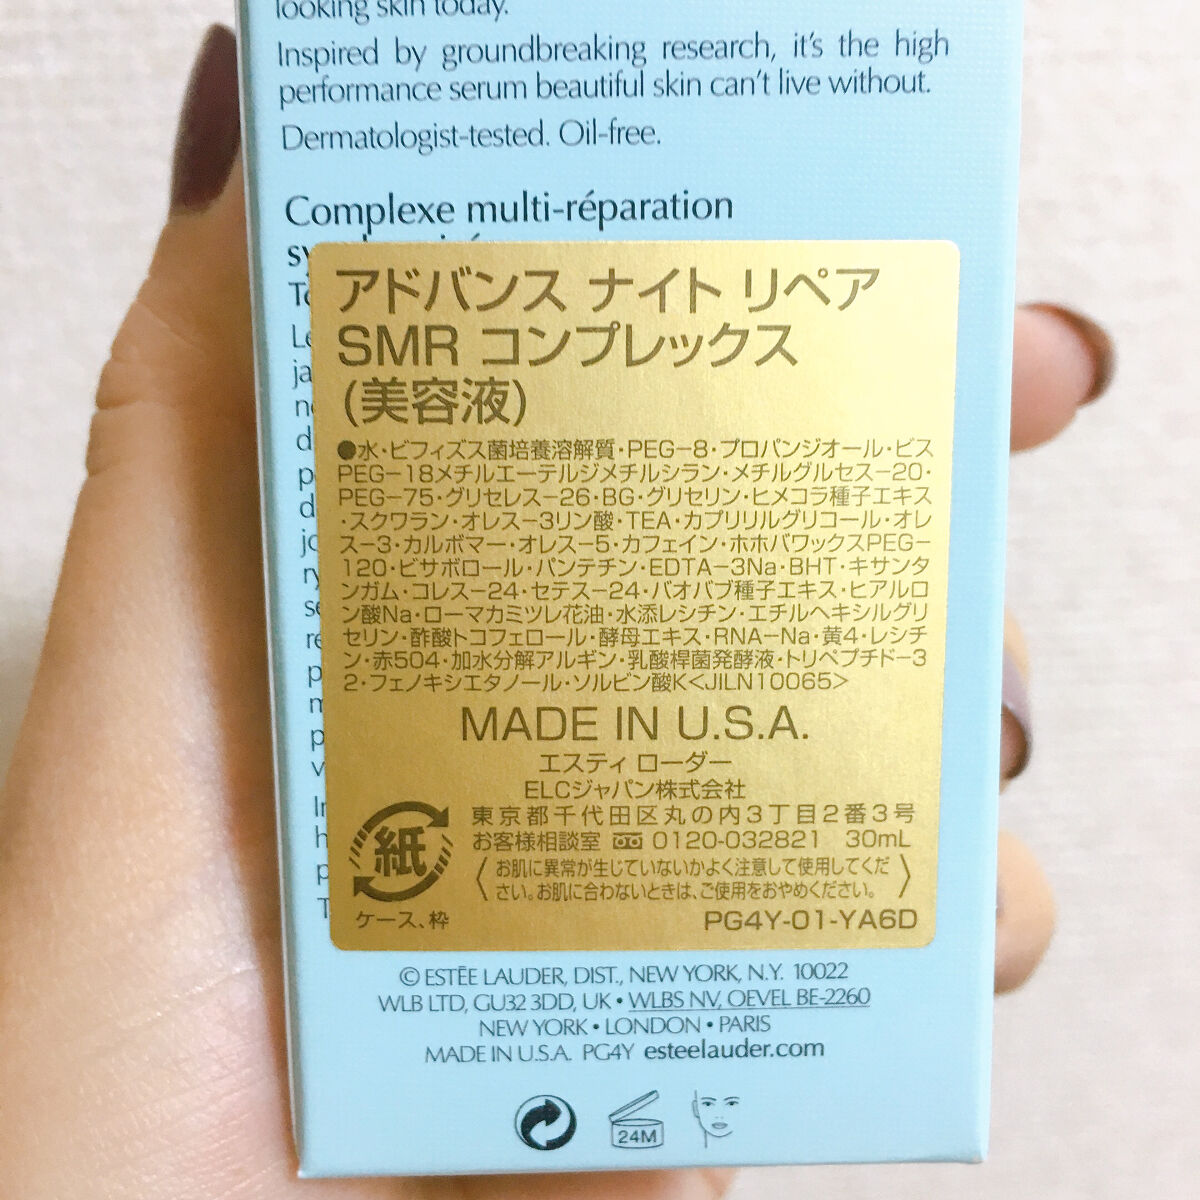 looking skin today.
Inspired by groundbreaking research, it's the high
performance serum beautiful skin can't live without.
Dermatologist-tested. Oil-free.
Complexe multi-réparation
アドバンス ナイト リペア
SMR コンプレックス
(美容液)
●水・ビフィズス菌培養溶解質・PEG-8・プロパンジオール・ビス
PEG-18メチルエーテルジメチルシラン・メチルグルセス-20・
PEG-75・グリセレス-26・BG・グリセリン・ヒメコラ種子エキス
・スクワラン・オレス-3リン酸・TEA・カプリリルグリコール・オレ
ス-3・カルボマー・オレス-5・カフェイン・ホホバワックスPEG-
120・ビサボロール・パンテチン・EDTA-3Na・BHT・キサンタ
ンガム・コレス-24・セテス-24・バオバブ種子エキス・ヒアルロ
ン酸Na・ローマカミツレ花油・水添レシチン・エチルヘキシルグリ
セリン・酢酸トコフェロール・酵母エキス・RNA-Na・黄4・レシチ
ン・赤504・加水分解アルギン・乳酸桿菌発酵液・トリペプチド-3
2・フェノキシエタノール・ソルビン酸K<JILN10065>
MADE IN U.S.A.
エスティ ローダー
ELCジャパン株式会社
東京都千代田区丸の内3丁目2番3号
お客様相談室 0120-032821 30mL
お肌に異常が生じていないかよく注意して使用してくだ
さい。お肌に合わないときは、ご使用をおやめください。
紙
ケース、枠
PG4Y-01-YA6D
© ESTĒE LAUDER, DIST., NEW YORK, N.Y. 10022
WLB LTD, GU32 3DD, UK • WLBS NV, OEVEL BE-2260
NEW YORK • LONDON • PARIS
MADE IN U.S.A. PG4Y esteelauder.com
24M